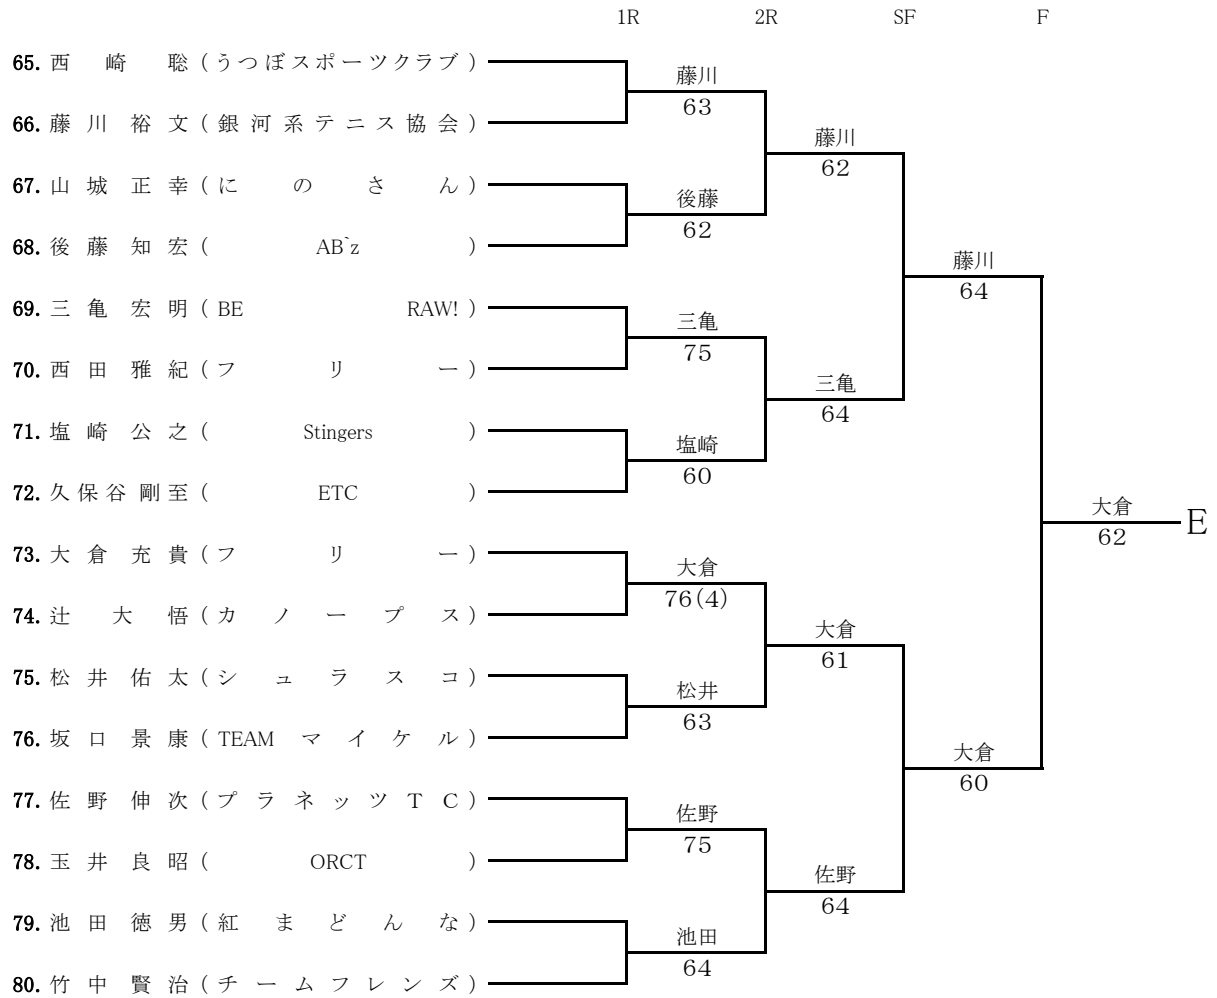 1R 2R SF F
65. 西崎 聡（うつぼスポーツクラブ）
藤川
63
66. 藤川裕文（銀河系テニス協会）
藤川
62
67. 山城正幸（にのさん）
後藤
62
68. 後藤知宏（AB`z）
藤川
64
69. 三亀宏明（BE RAW!）
三亀
75
70. 西田雅紀（フリー）
三亀
64
71. 塩崎公之（Stingers）
塩崎
60
72. 久保谷剛至（ETC）
大倉
62
E
73. 大倉充貴（フリー）
大倉
76(4)
74. 辻大悟（カノープス）
大倉
61
75. 松井佑太（シュラスコ）
松井
63
76. 坂口景康（TEAM マイケル）
大倉
60
77. 佐野伸次（プラネッツTC）
佐野
75
78. 玉井良昭（ORCT）
佐野
64
79. 池田徳男（紅まどんな）
池田
64
80. 竹中賢治（チームフレンズ）